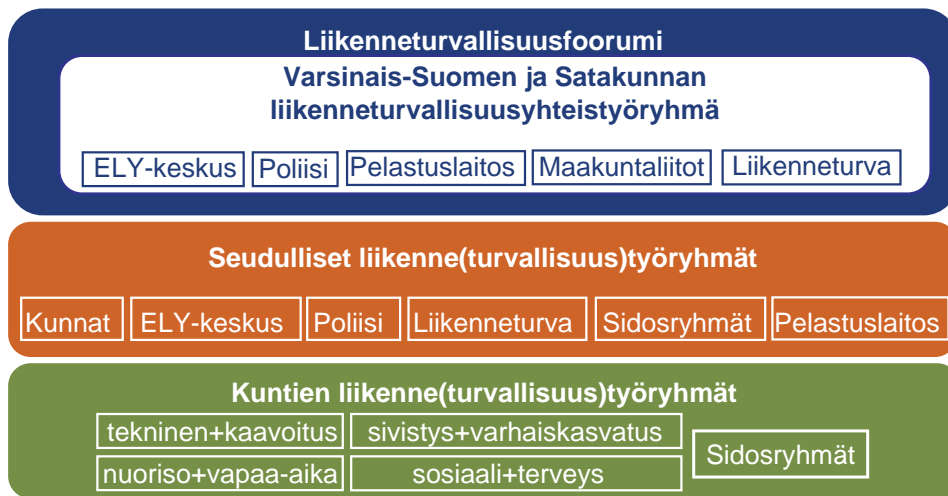 Liikenneturvallisuusfoorumi
Varsinais-Suomen ja Satakunnan
liikenneturvallisuusyhteistyöryhmä
ELY-keskus Poliisi Pelastuslaitos Maakuntaliitot Liikenneturva
Seudulliset liikenne(turvallisuus)työryhmät
Kunnat ELY-keskus Poliisi Liikenneturva Sidosryhmät Pelastuslaitos
Kuntien liikenne(turvallisuus)työryhmät
tekninen+kaavoitus sivistys+varhaiskasvatus
nuoriso+vapaa-aika sosiaali+terveys
Sidosryhmät